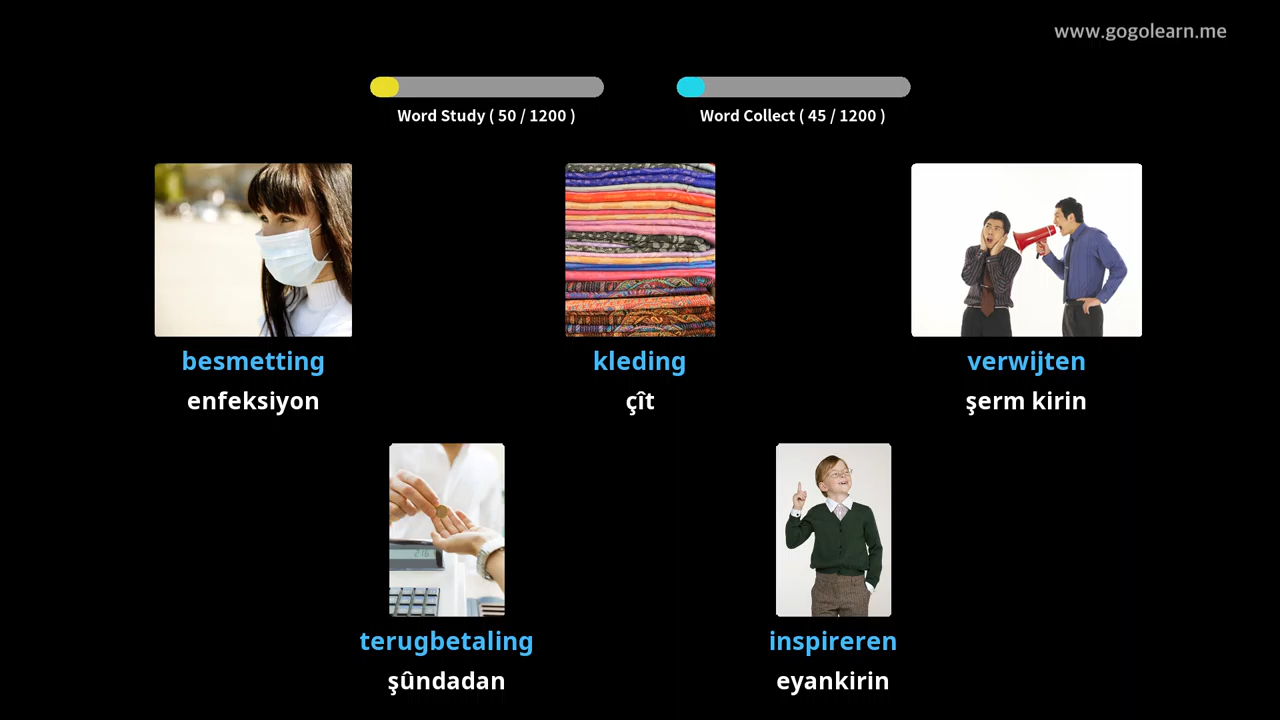 www.gogolearn.me
Word Study ( 50 / 1200 )
Word Collect ( 45 / 1200 )
besmetting
enfeksiyon
kleding
çît
verwijten
şerm kirin
terugbetaling
şûndadan
inspireren
eyankirin